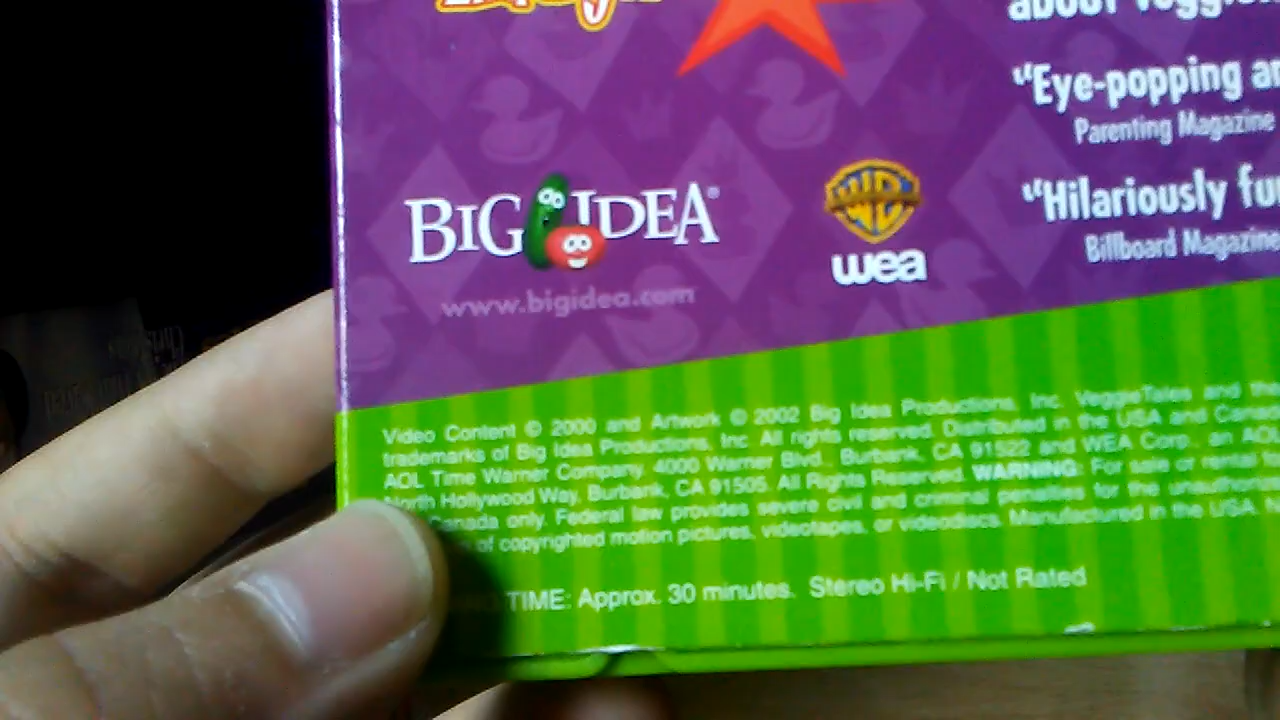 about Veggie
"Eye-popping an
Parenting Magazine
"Hilariously fu
Billboard Magazine
BIG IDEA®
www.bigidea.com
WB
wea
Video Content © 2000 and Artwork © 2002 Big Idea Productions, Inc. VeggieTales and the
trademarks of Big Idea Productions, Inc. All rights reserved. Distributed in the USA and Canad
AOL Time Warner Company, 4000 Warner Blvd., Burbank, CA 91522 and WEA Corp., an AOL
North Hollywood Way, Burbank, CA 91505. All Rights Reserved. WARNING: For sale or rental
Canada only. Federal law provides severe civil and criminal penalties for the unauthoriz
of copyrighted motion pictures, videotapes, or videodiscs. Manufactured in the USA.
TIME: Approx. 30 minutes. Stereo Hi-Fi / Not Rated